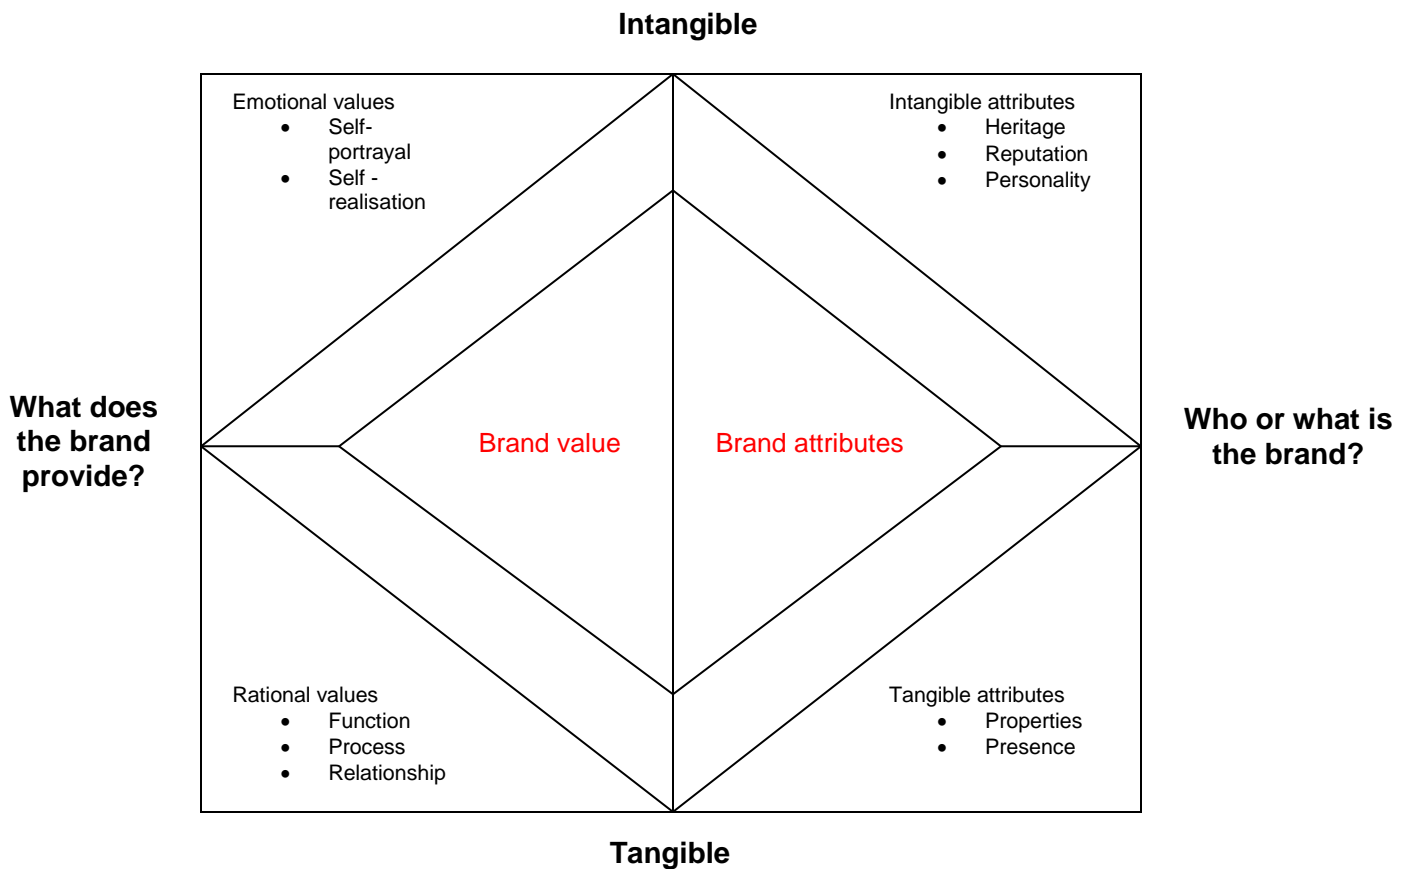 Intangible
Emotional values
• Self-
portrayal
• Self -
realisation
Intangible attributes
• Heritage
• Reputation
• Personality
What does
the brand
provide?
Brand value
Brand attributes
Who or what is
the brand?
Rational values
• Function
• Process
• Relationship
Tangible attributes
• Properties
• Presence
Tangible